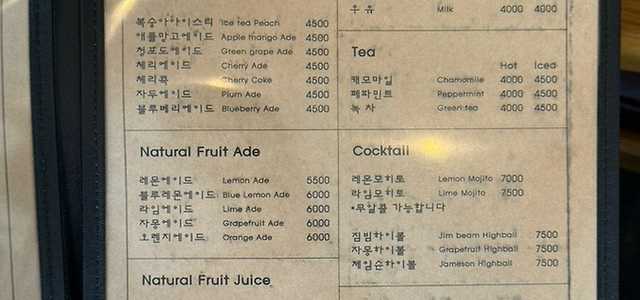 복숭아아이스티 Ice tea Peach 4500
애플망고에이드 Apple mango Ade 4500
청포도에이드 Green grape Ade 4500
체리에이드 Cherry Ade 4500
체리콕 Cherry Coke 4500
자두에이드 Plum Ade 4500
블루베리에이드 Blueberry Ade 4500
Natural Fruit Ade
레몬에이드 Lemon Ade 5500
블루레몬에이드 Blue Lemon Ade 6000
라임에이드 Lime Ade 6000
자몽에이드 Grapefruit Ade 6000
오렌지에이드 Orange Ade 6000
Natural Fruit Juice
우유 Milk 4000 4000
Tea
Hot Iced
캐모마일 Chamomile 4000 4500
페파민트 Peppermint 4000 4500
녹차 Green tea 4000 4500
Cocktail
레몬모히토 Lemon Mojito 7000
라임모히토 Lime Mojito 7500
*무알콜 가능합니다
짐빔하이볼 Jim beam Highball 7500
자몽하이볼 Grapefruit Highball 7500
제임슨하이볼 Jameson Highball 7500